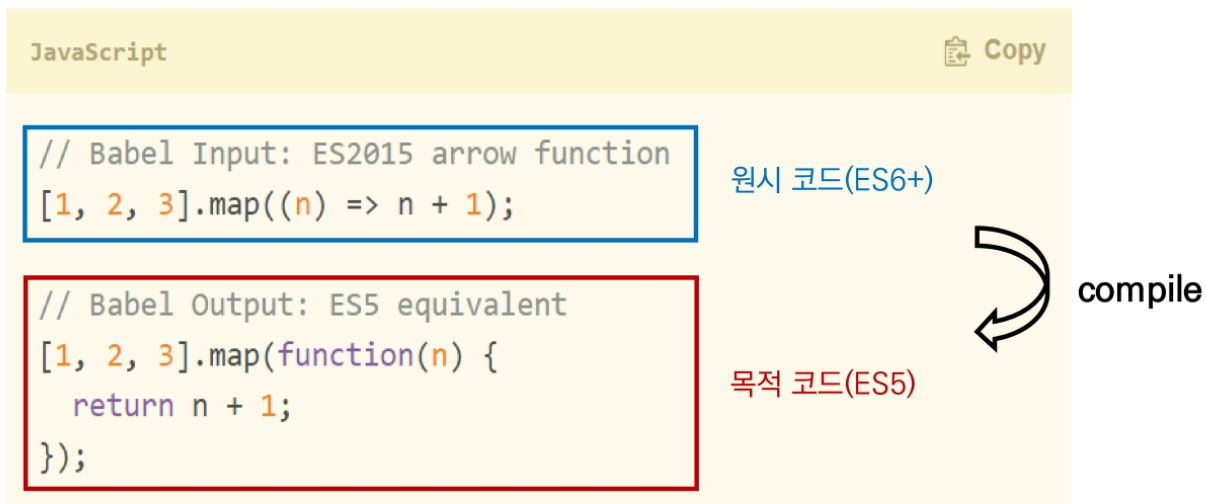 JavaScript
Copy
// Babel Input: ES2015 arrow function
[1, 2, 3].map((n) => n + 1);
원시 코드(ES6+)
compile
// Babel Output: ES5 equivalent
[1, 2, 3].map(function(n) {
  return n + 1;
});
목적 코드(ES5)